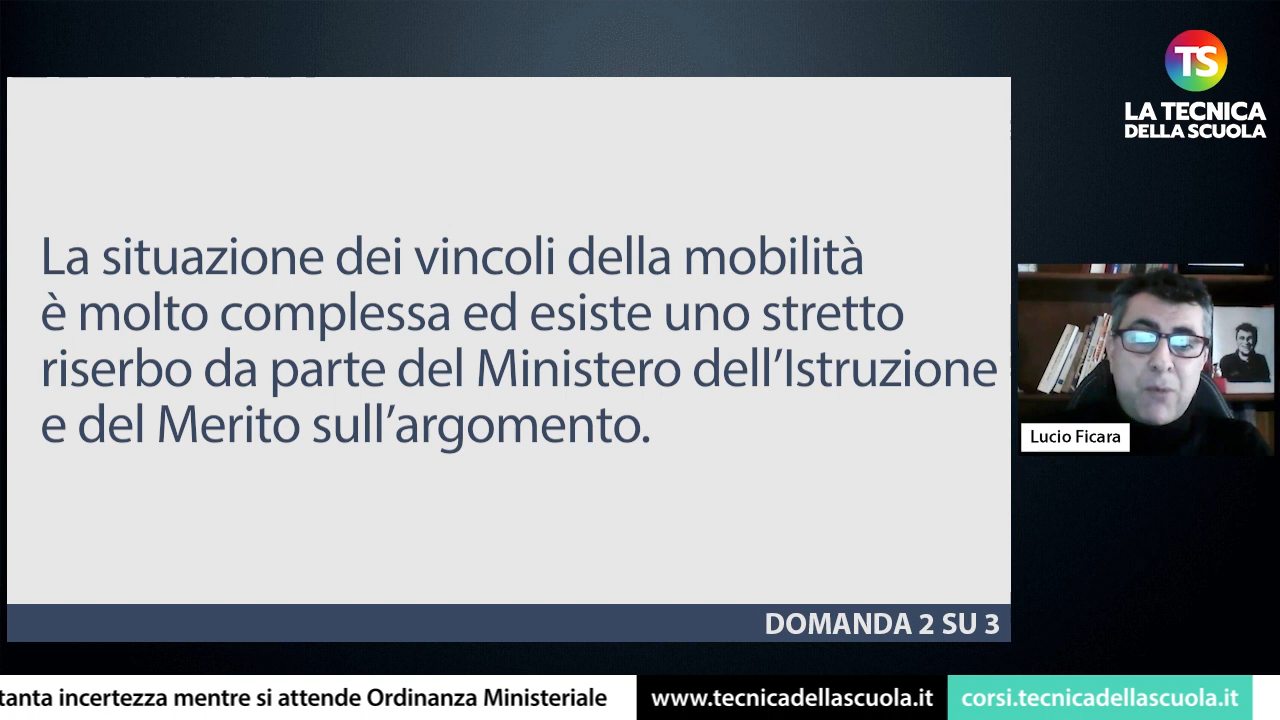 TS
LA TECNICA
DELLA SCUOLA
La situazione dei vincoli della mobilità
è molto complessa ed esiste uno stretto
riserbo da parte del Ministero dell’Istruzione
e del Merito sull’argomento.
Lucio Ficara
DOMANDA 2 SU 3
tanta incertezza mentre si attende Ordinanza Ministeriale
www.tecnicadellascuola.it
corsi.tecnicadellascuola.it